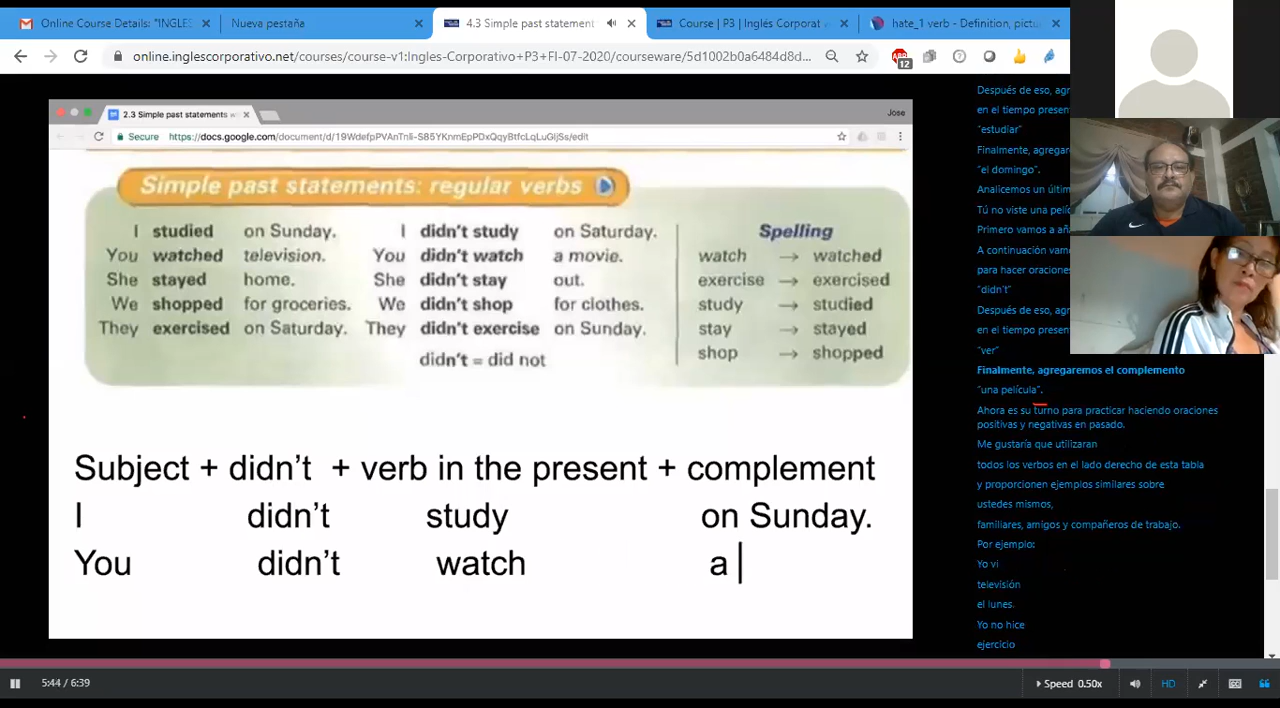 Online Course Details: "INGLES
Nueva pestaña
4.3 Simple past statement
Course | P3 | Inglés Corporat
hate_1 verb - Definition, pictu
online.inglescorporativo.net/courses/course-v1:Ingles-Corporativo+P3+FI-07-2020/courseware/5d1002b0a6484d8d...
12
2.3 Simple past statements w
Jose
Secure
https://docs.google.com/document/d/19WdefpPVAnTnli-S85YKnmEpPDxQqyBtfcLqLuGIjSs/edit
Simple past statements: regular verbs
I studied on Sunday. I didn't study on Saturday.
You watched television. You didn't watch a movie.
She stayed home. She didn't stay out.
We shopped for groceries. We didn't shop for clothes.
They exercised on Saturday. They didn't exercise on Sunday.
didn't = did not
Spelling
watch → watched
exercise → exercised
study → studied
stay → stayed
shop → shopped
Subject + didn't + verb in the present + complement
I didn't study on Sunday.
You didn't watch a
Después de eso, agr
en el tiempo presen
"estudiar"
Finalmente, agregare
"el domingo".
Analicemos un últim
Tú no viste una pelíc
Primero vamos a aña
A continuación vamo
para hacer oracione
"didn't"
Después de eso, agr
en el tiempo presen
"ver"
Finalmente, agregaremos el complemento
"una película".
Ahora es su turno para practicar haciendo oraciones
positivas y negativas en pasado.
Me gustaría que utilizaran
todos los verbos en el lado derecho de esta tabla
y proporcionen ejemplos similares sobre
ustedes mismos,
familiares, amigos y compañeros de trabajo.
Por ejemplo:
Yo vi
televisión
el lunes.
Yo no hice
ejercicio
5:44 / 6:39
Speed 0.50x
HD